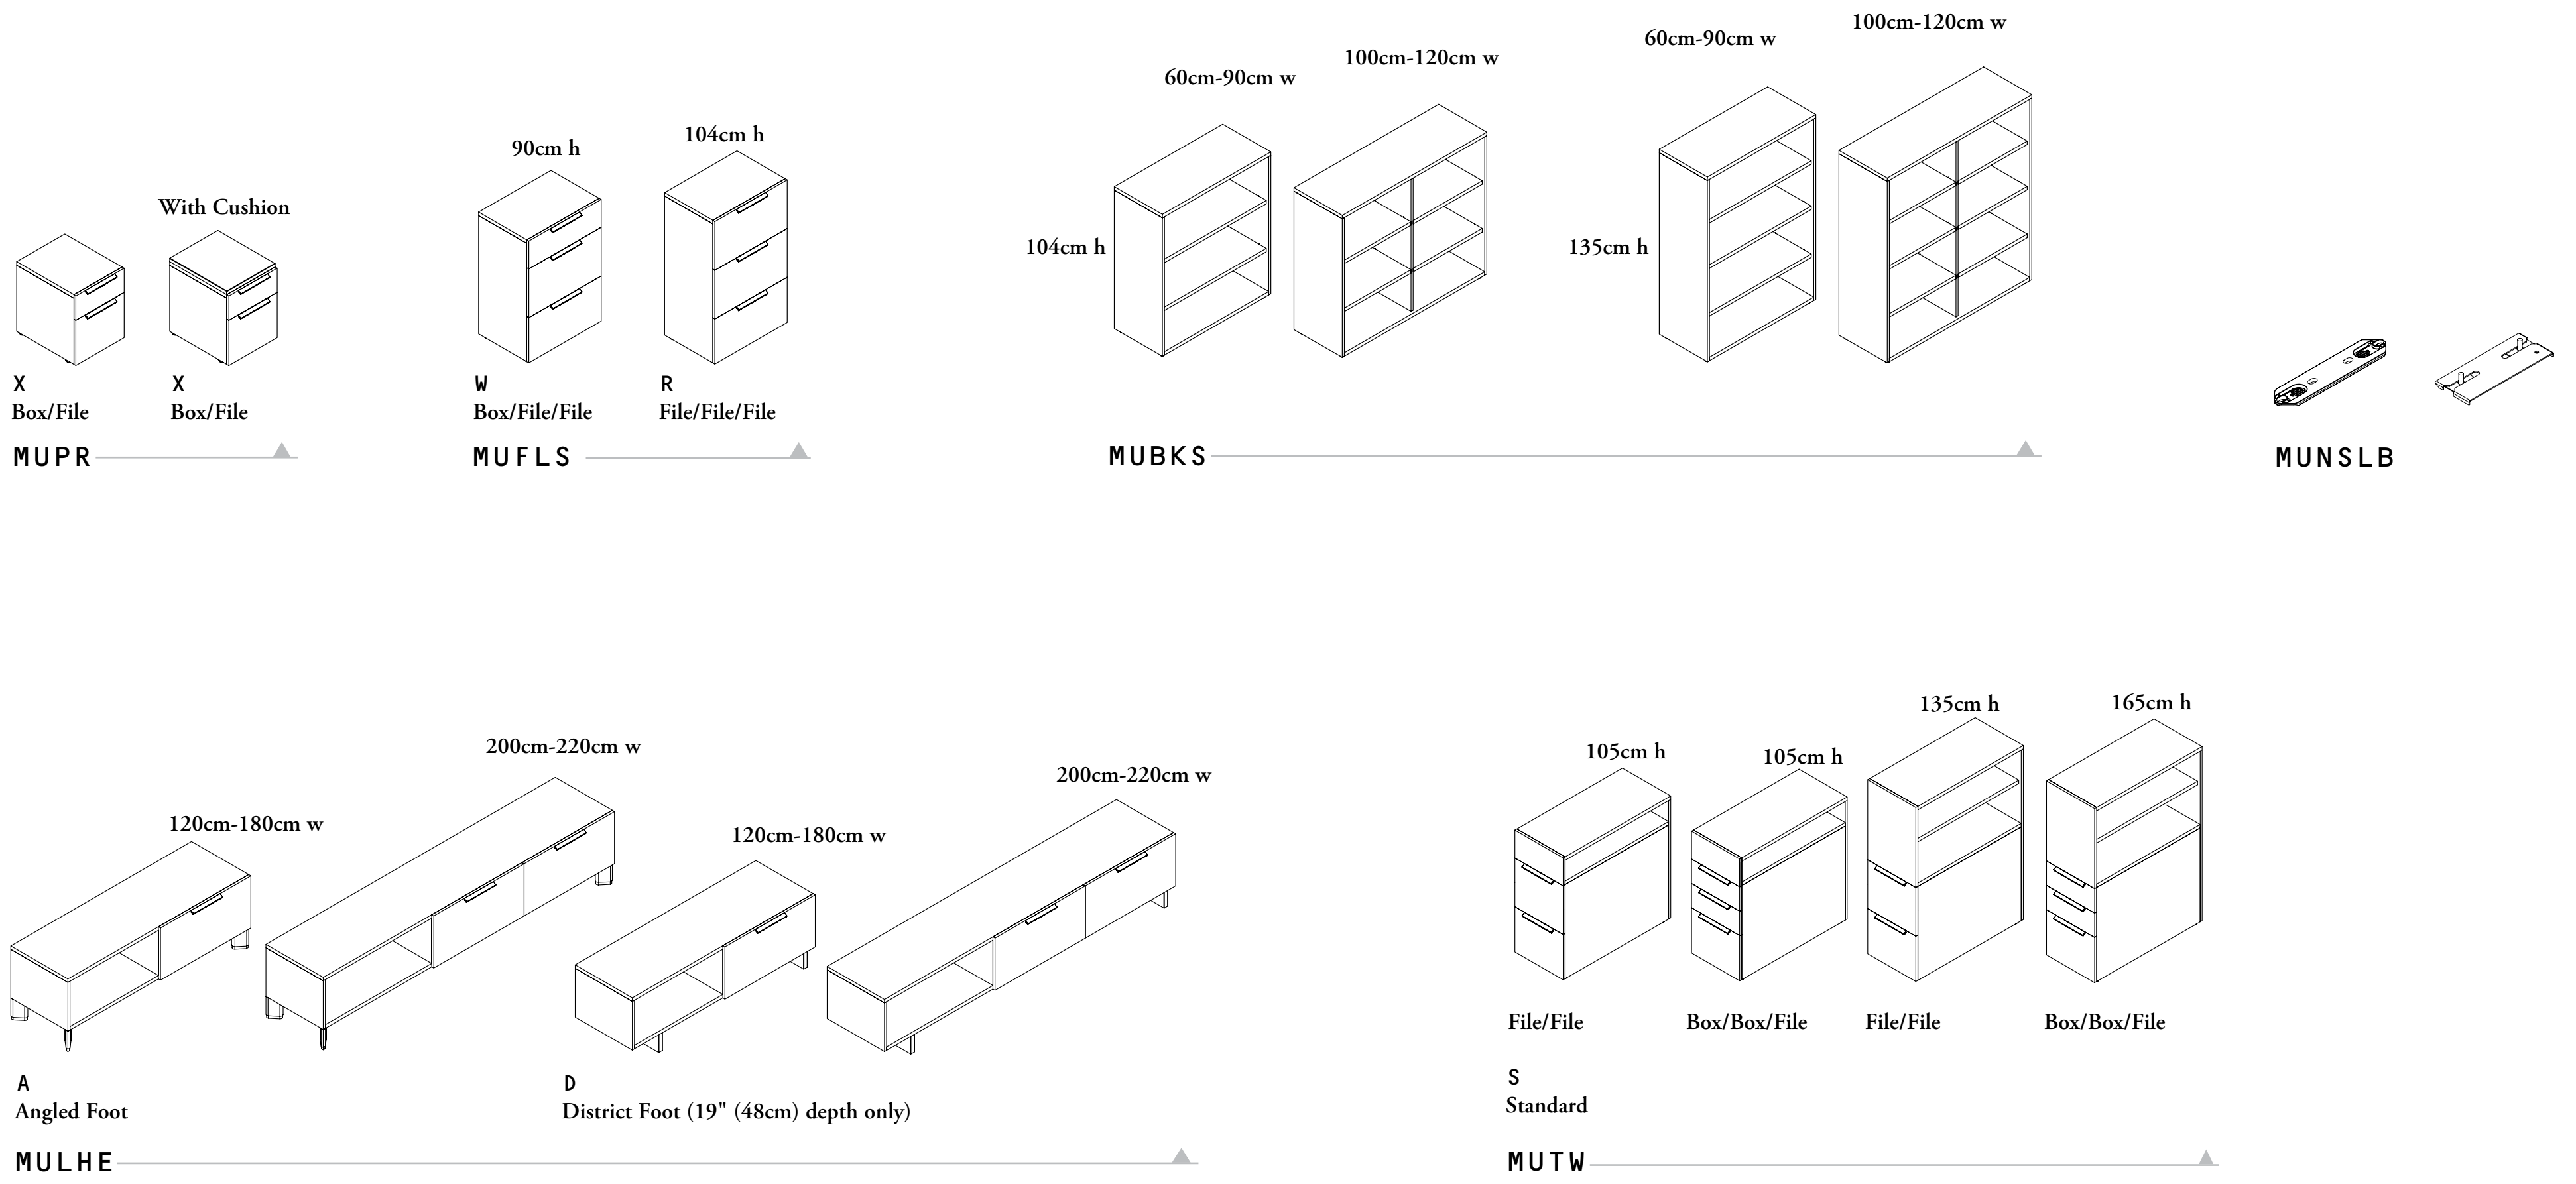 With Cushion
X
Box/File
X
Box/File
MUPR
90cm h
104cm h
W
Box/File/File
R
File/File/File
MUFLS
60cm-90cm w
100cm-120cm w
104cm h
60cm-90cm w
100cm-120cm w
135cm h
MUBKS
MUNSLB
120cm-180cm w
200cm-220cm w
120cm-180cm w
200cm-220cm w
A
Angled Foot
D
District Foot (19" (48cm) depth only)
MULHE
105cm h
105cm h
135cm h
165cm h
File/File
Box/Box/File
File/File
Box/Box/File
S
Standard
MUTW